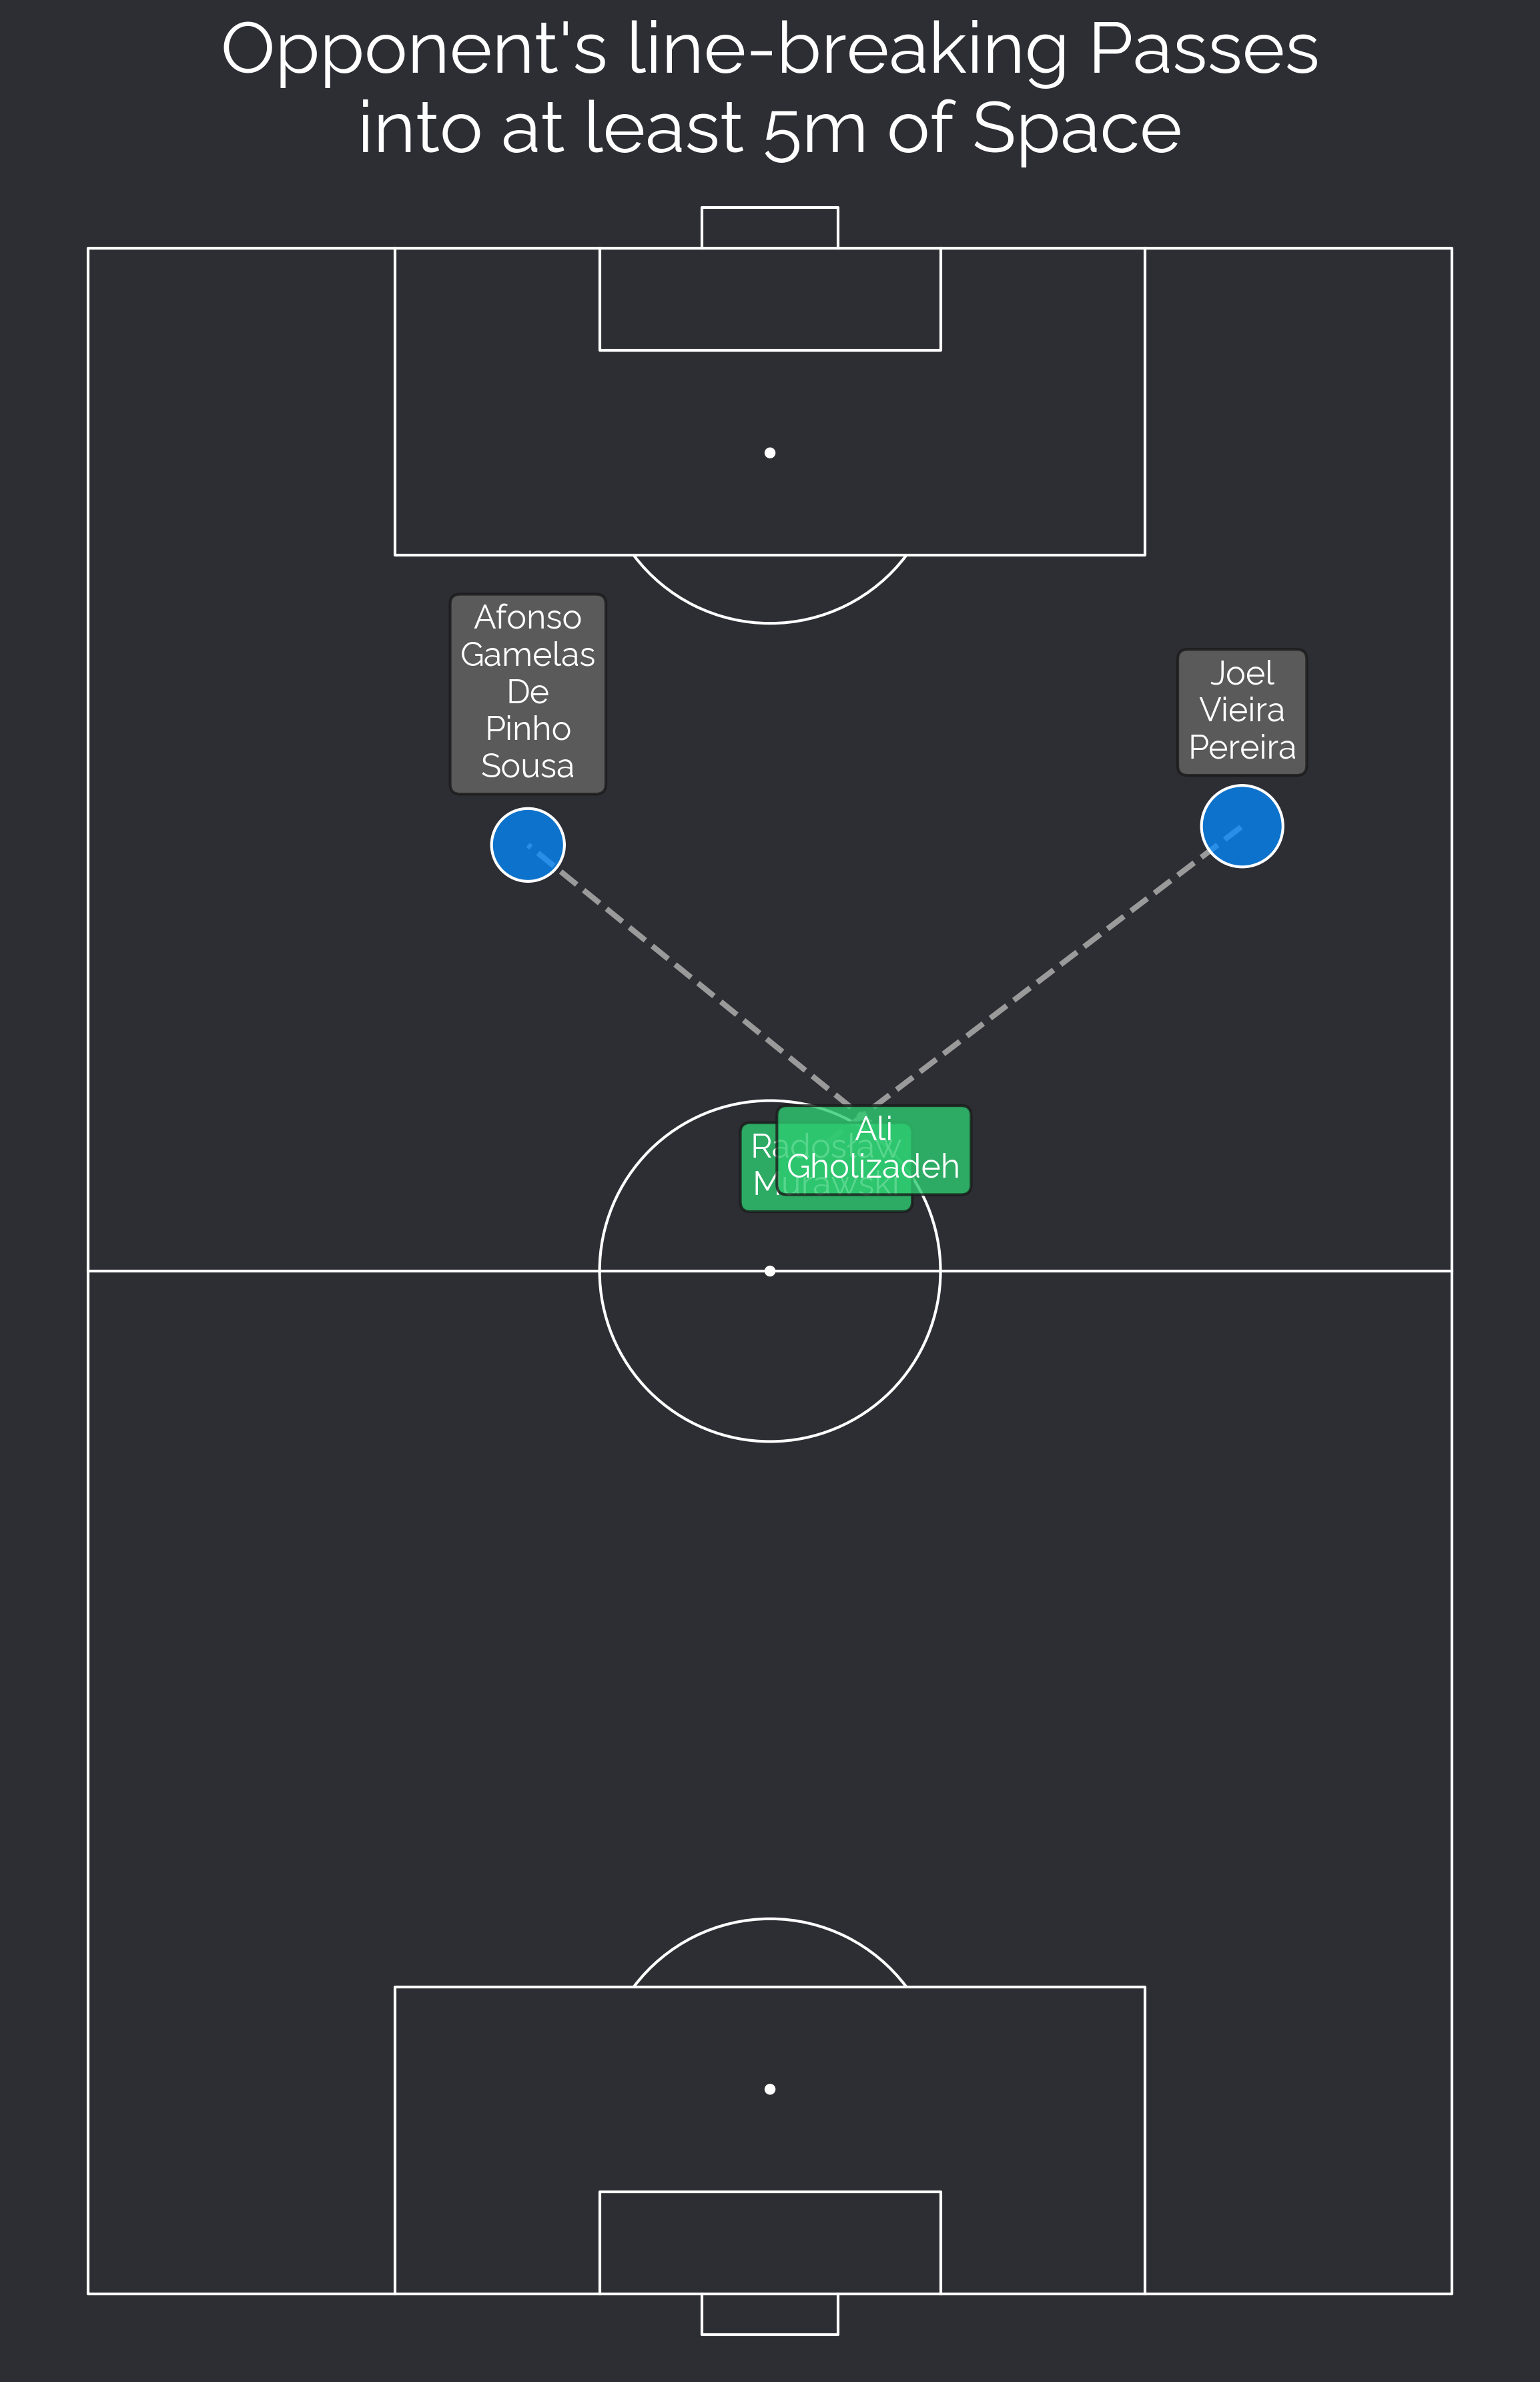 Opponent's line-breaking Passes
into at least 5m of Space
Afonso
Gamelas
De
Pinho
Sousa
Joel
Vieira
Pereira
Radosław
Murawski
Ali
Gholizadeh